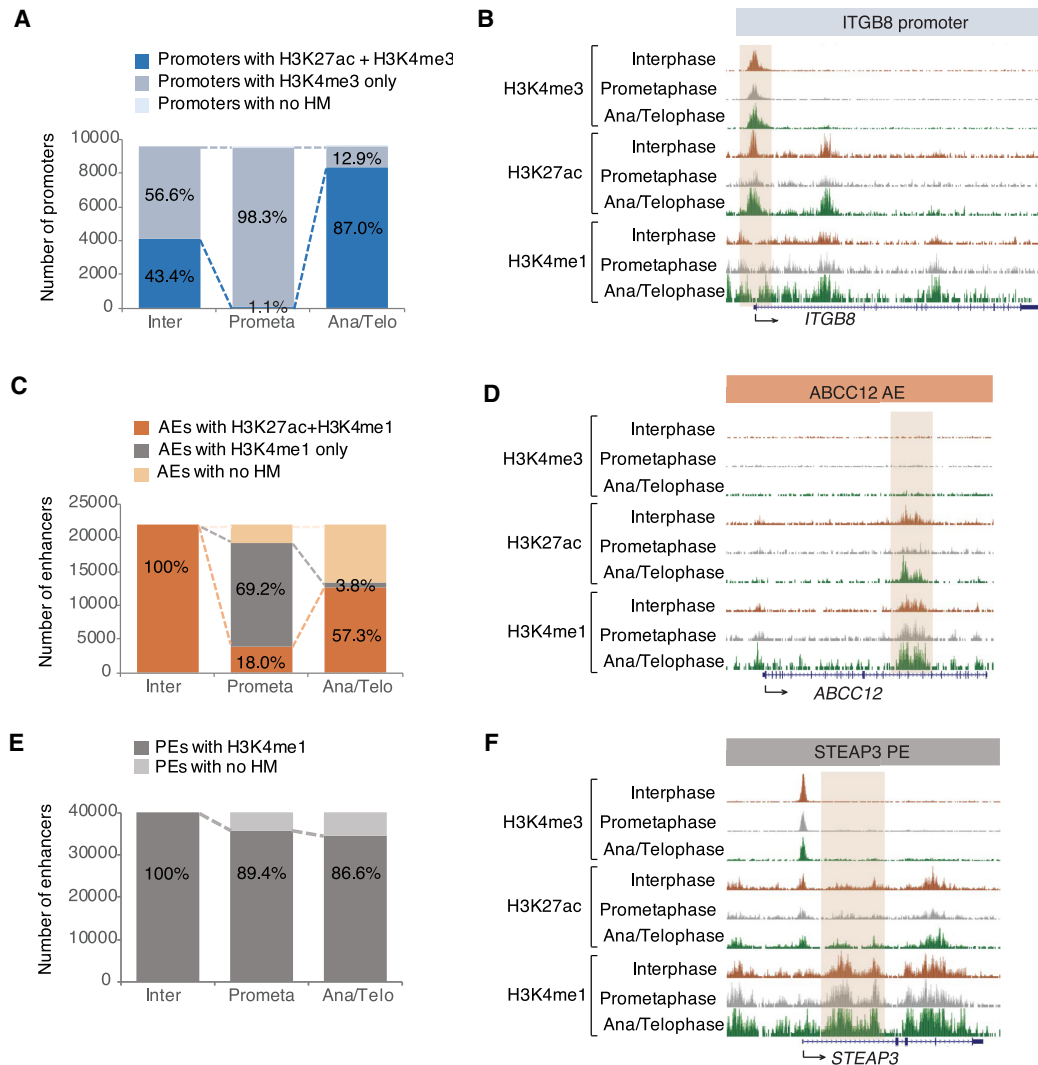 A
Promoters with H3K27ac + H3K4me3
Promoters with H3K4me3 only
Promoters with no HM
Number of promoters
10000
8000
6000
4000
2000
0
56.6%
43.4%
98.3%
1.1%
12.9%
87.0%
Inter
Prometa
Ana/Telo
B
ITGB8 promoter
H3K4me3
Interphase
Prometaphase
Ana/Telophase
H3K27ac
Interphase
Prometaphase
Ana/Telophase
H3K4me1
Interphase
Prometaphase
Ana/Telophase
ITGB8
C
AEs with H3K27ac+H3K4me1
AEs with H3K4me1 only
AEs with no HM
Number of enhancers
25000
20000
15000
10000
5000
0
100%
69.2%
18.0%
3.8%
57.3%
Inter
Prometa
Ana/Telo
D
ABCC12 AE
H3K4me3
Interphase
Prometaphase
Ana/Telophase
H3K27ac
Interphase
Prometaphase
Ana/Telophase
H3K4me1
Interphase
Prometaphase
Ana/Telophase
ABCC12
E
PEs with H3K4me1
PEs with no HM
Number of enhancers
40000
30000
20000
10000
0
100%
89.4%
86.6%
Inter
Prometa
Ana/Telo
F
STEAP3 PE
H3K4me3
Interphase
Prometaphase
Ana/Telophase
H3K27ac
Interphase
Prometaphase
Ana/Telophase
H3K4me1
Interphase
Prometaphase
Ana/Telophase
STEAP3